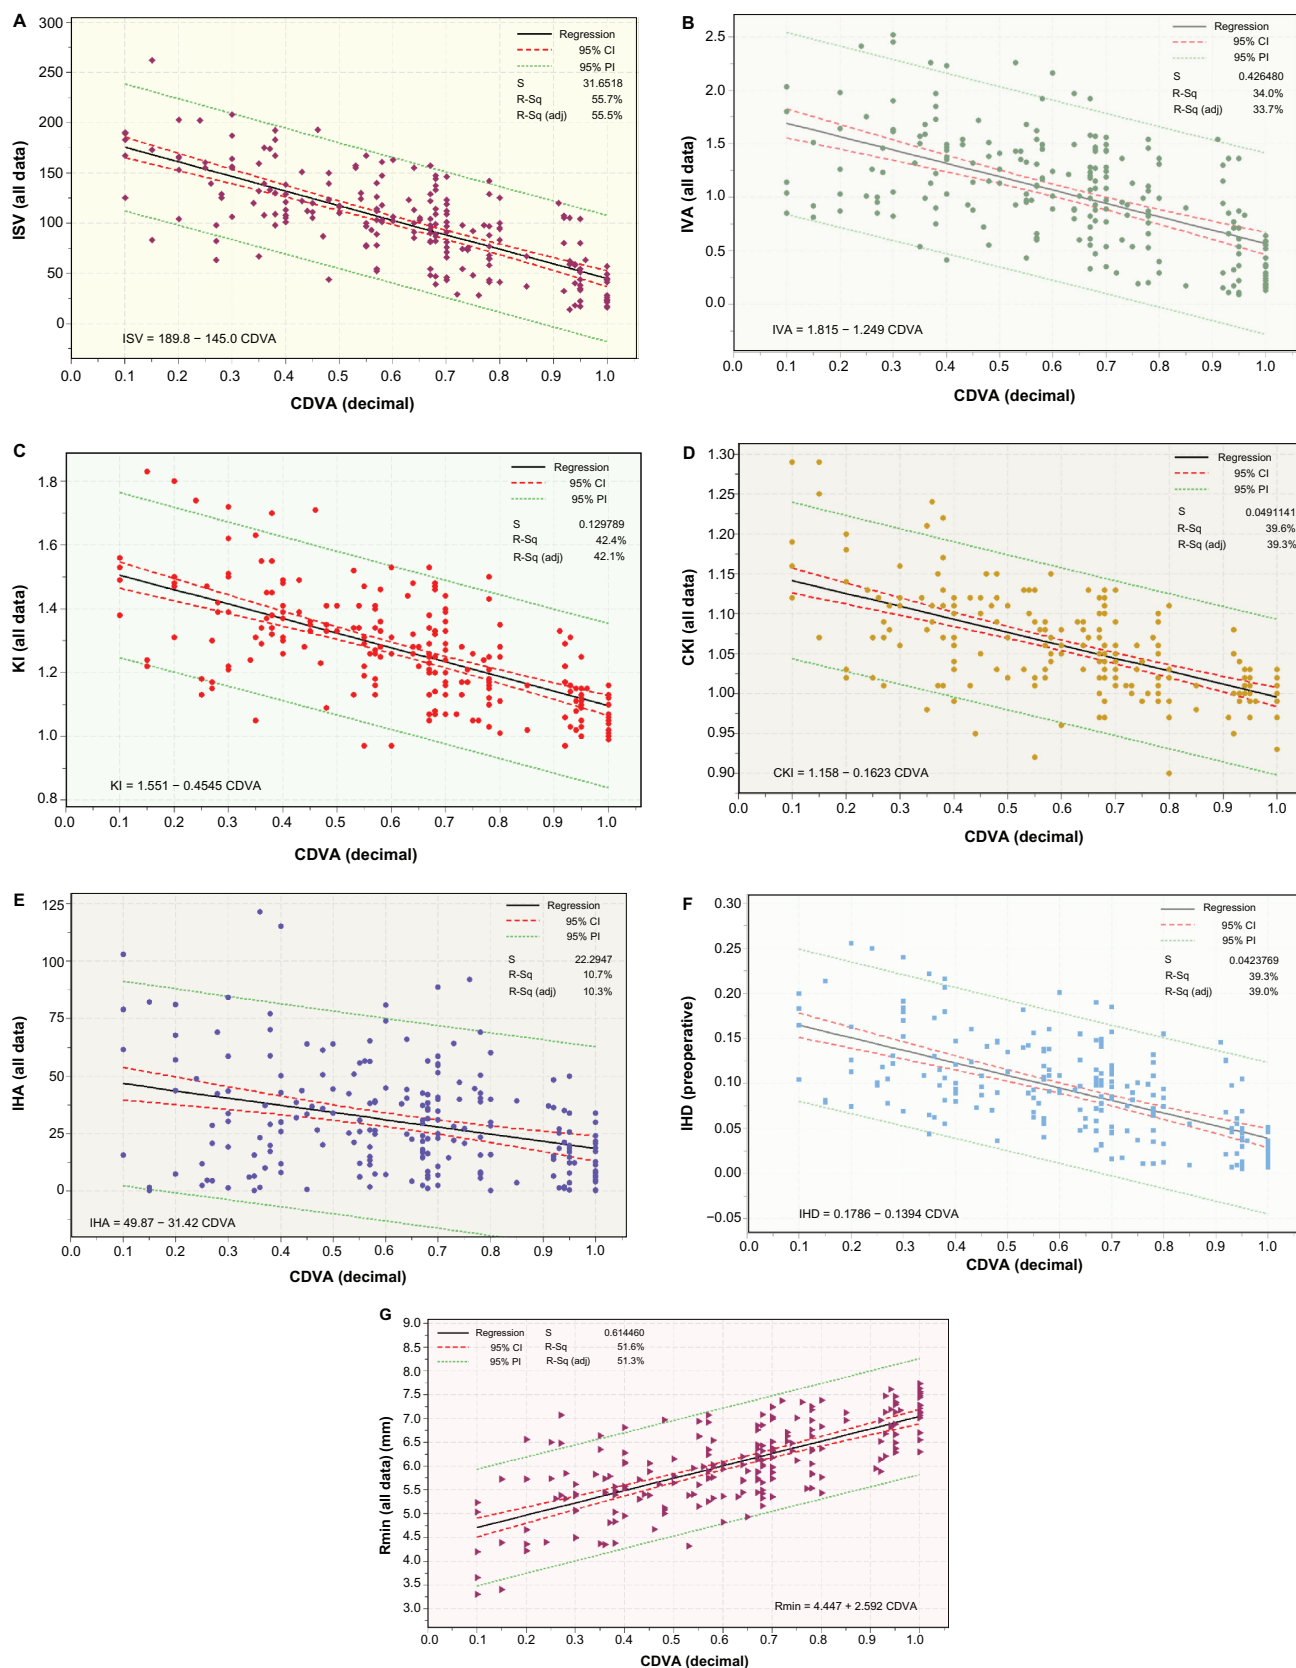 A
300
250
200
150
100
50
0
ISV (all data)
Regression
95% CI
95% PI
S 31.6518
R-Sq 55.7%
R-Sq (adj) 55.5%
ISV = 189.8 − 145.0 CDVA
0.0 0.1 0.2 0.3 0.4 0.5 0.6 0.7 0.8 0.9 1.0
CDVA (decimal)
B
2.5
2.0
1.5
1.0
0.5
0.0
IVA (all data)
Regression
95% CI
95% PI
S 0.426480
R-Sq 34.0%
R-Sq (adj) 33.7%
IVA = 1.815 − 1.249 CDVA
0.0 0.1 0.2 0.3 0.4 0.5 0.6 0.7 0.8 0.9 1.0
CDVA (decimal)
C
1.8
1.6
1.4
1.2
1.0
0.8
KI (all data)
Regression
95% CI
95% PI
S 0.129789
R-Sq 42.4%
R-Sq (adj) 42.1%
KI = 1.551 − 0.4545 CDVA
0.0 0.1 0.2 0.3 0.4 0.5 0.6 0.7 0.8 0.9 1.0
CDVA (decimal)
D
1.30
1.25
1.20
1.15
1.10
1.05
1.00
0.95
0.90
CKI (all data)
Regression
95% CI
95% PI
S 0.0491141
R-Sq 39.6%
R-Sq (adj) 39.3%
CKI = 1.158 − 0.1623 CDVA
0.0 0.1 0.2 0.3 0.4 0.5 0.6 0.7 0.8 0.9 1.0
CDVA (decimal)
E
125
100
75
50
25
0
IHA (all data)
Regression
95% CI
95% PI
S 22.2947
R-Sq 10.7%
R-Sq (adj) 10.3%
IHA = 49.87 − 31.42 CDVA
0.0 0.1 0.2 0.3 0.4 0.5 0.6 0.7 0.8 0.9 1.0
CDVA (decimal)
F
0.30
0.25
0.20
0.15
0.10
0.05
0.00
−0.05
IHD (preoperative)
Regression
95% CI
95% PI
S 0.0423769
R-Sq 39.3%
R-Sq (adj) 39.0%
IHD = 0.1786 − 0.1394 CDVA
0.0 0.1 0.2 0.3 0.4 0.5 0.6 0.7 0.8 0.9 1.0
CDVA (decimal)
G
9.0
8.5
8.0
7.5
7.0
6.5
6.0
5.5
5.0
4.5
4.0
3.5
3.0
Rmin (all data) (mm)
Regression S 0.614460
95% CI R-Sq 51.6%
95% PI R-Sq (adj) 51.3%
Rmin = 4.447 + 2.592 CDVA
0.0 0.1 0.2 0.3 0.4 0.5 0.6 0.7 0.8 0.9 1.0
CDVA (decimal)